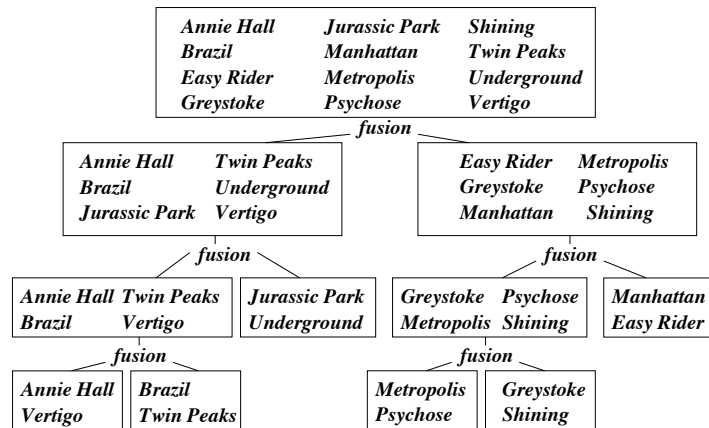 Annie Hall Jurassic Park Shining
Brazil Manhattan Twin Peaks
Easy Rider Metropolis Underground
Greystoke Psychose Vertigo
fusion
Annie Hall Twin Peaks
Brazil Underground
Jurassic Park Vertigo
Easy Rider Metropolis
Greystoke Psychose
Manhattan Shining
fusion
fusion
Annie Hall Twin Peaks
Brazil Vertigo
Jurassic Park
Underground
Greystoke Psychose
Metropolis Shining
Manhattan
Easy Rider
fusion
fusion
Annie Hall
Vertigo
Brazil
Twin Peaks
Metropolis
Psychose
Greystoke
Shining